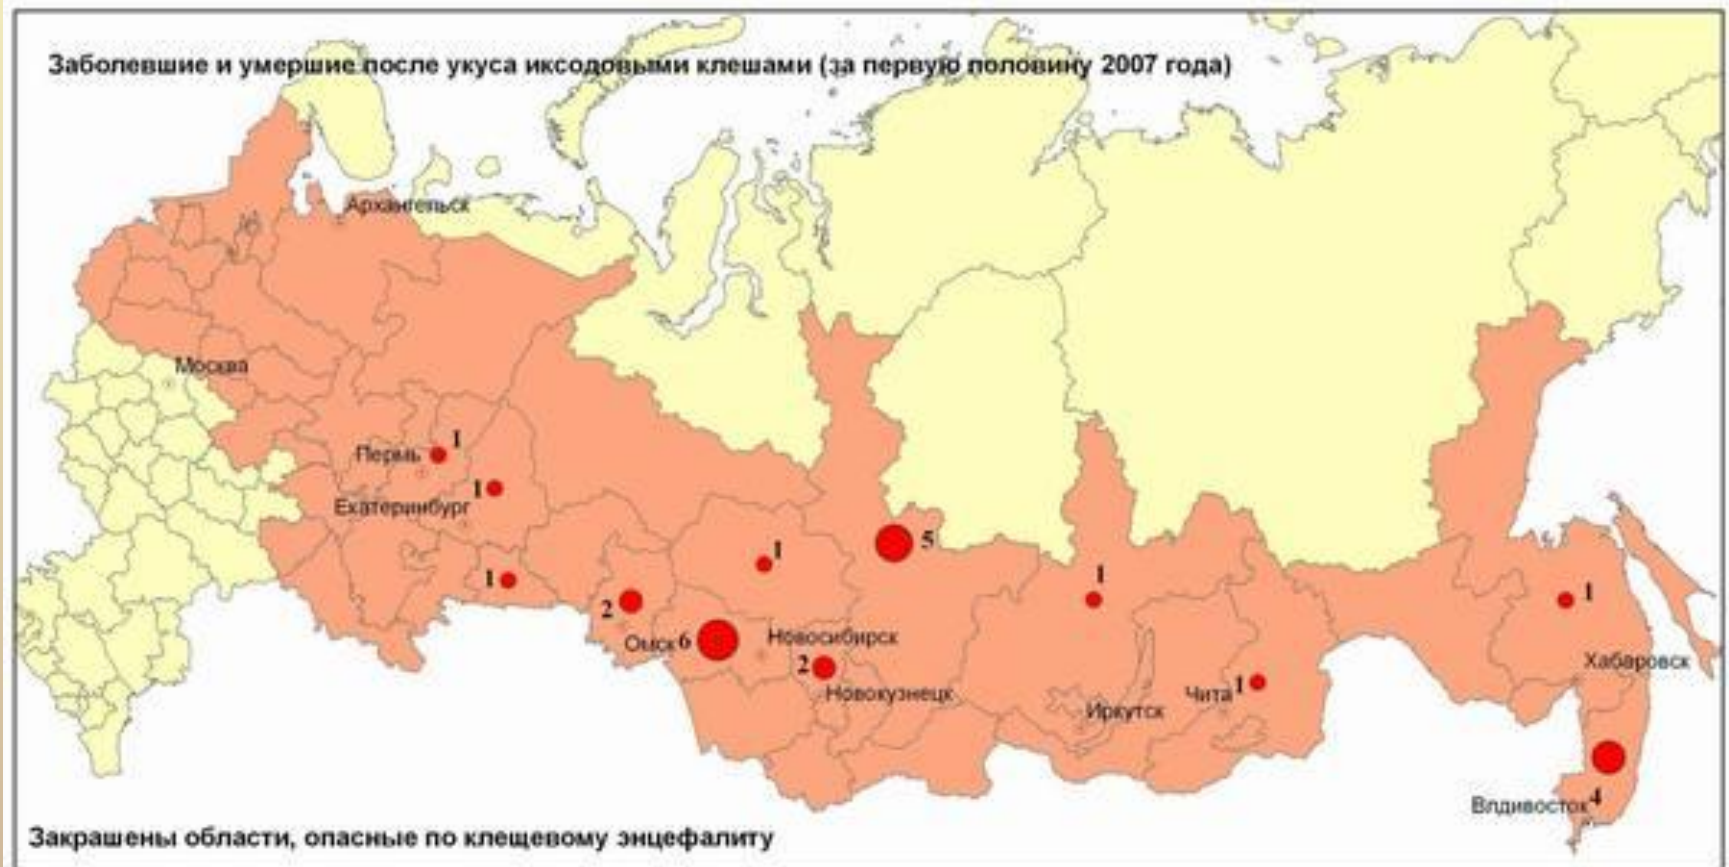 Заболевшие и умершие после укуса иксодовыми клешами (за первую половину 2007 года)
Архангельск
Москва
1
Пермь
1
Екатеринбург
5
1
1
1
2
1
1
Омск 6
Новосибирск
2
Хабаровск
Новокузнецк
Чита 1
Иркутск
Влдивосток 4
Закрашены области, опасные по клещевому энцефалиту